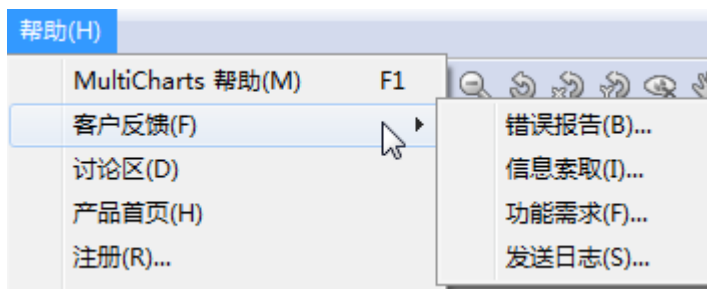 帮助(H)
MultiCharts 帮助(M) F1
客户反馈(F)
讨论区(D)
产品首页(H)
注册(R)...
错误报告(B)...
信息索取(I)...
功能需求(F)...
发送日志(S)...